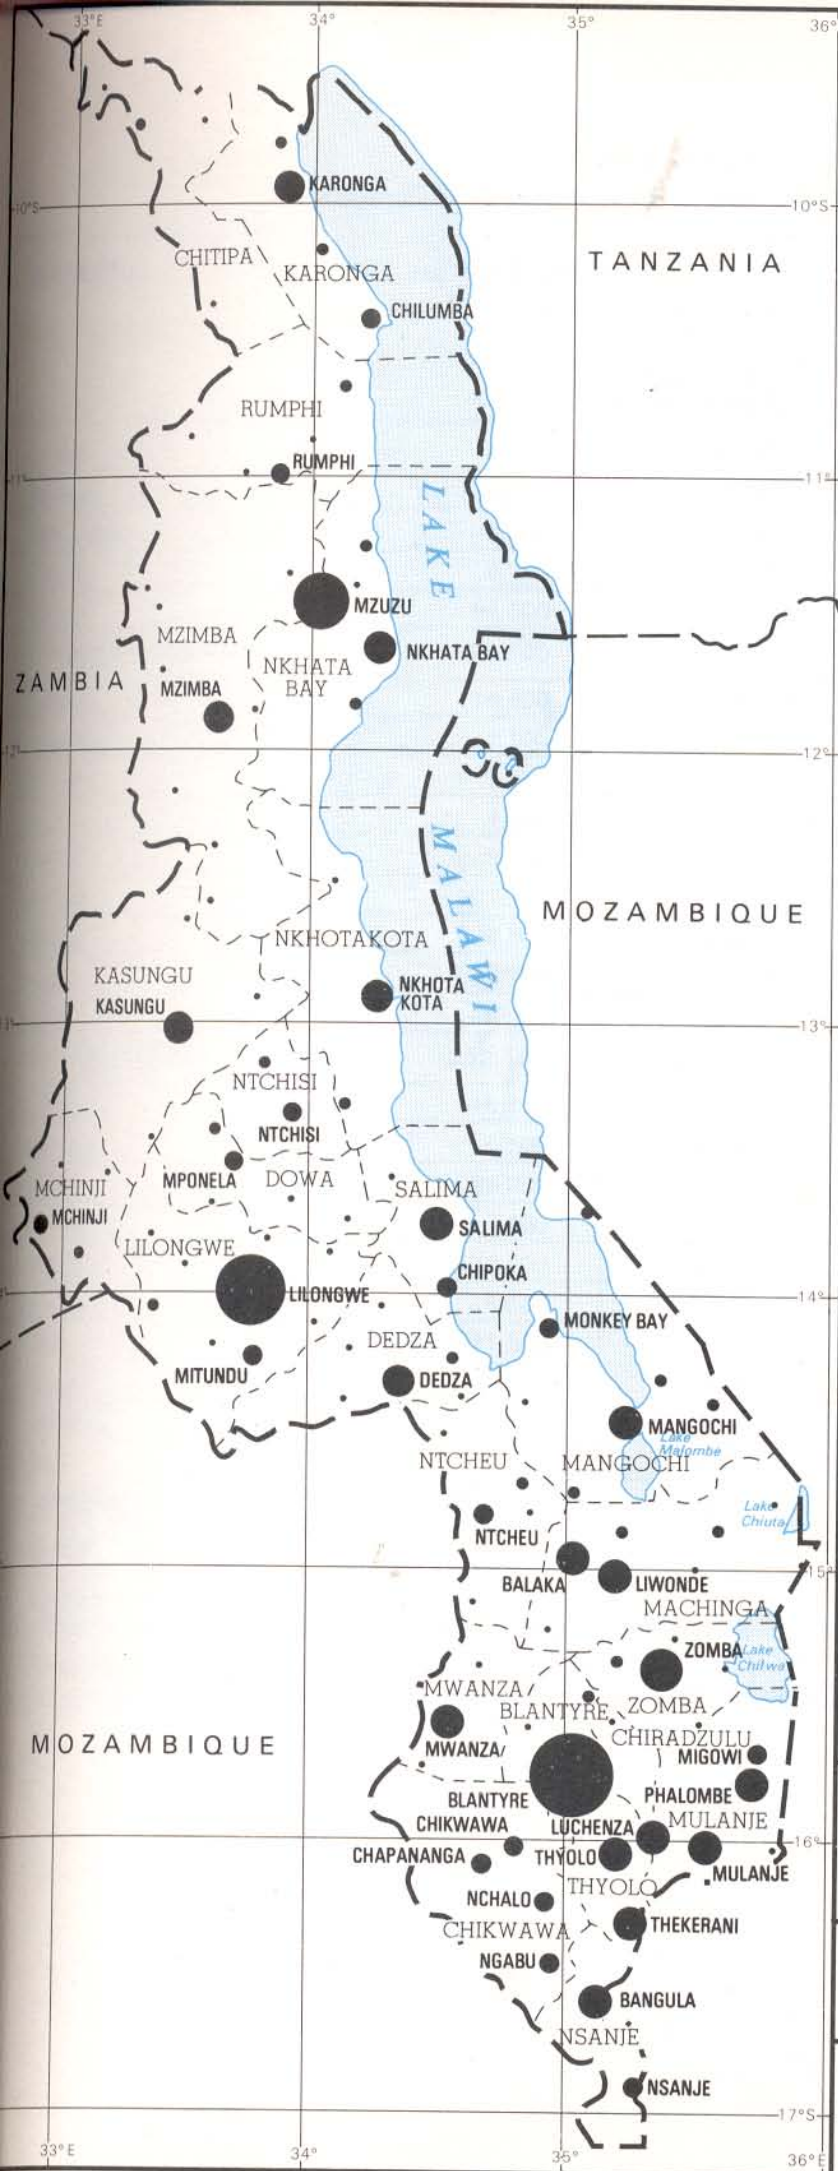 33°E
34°
35°
36°
KARONGA
10°S
10°S
CHITIPA
KARONGA
TANZANIA
CHILUMBA
RUMPHI
RUMPHI
11°
11°
LAKE
MZUZU
MZIMBA
NKHATA BAY
NKHATA
BAY
ZAMBIA
MZIMBA
12°
12°
MALAWI
MOZAMBIQUE
NKHOTAKOTA
KASUNGU
NKHOTA
KOTA
KASUNGU
13°
NTCHISI
NTCHISI
MPONELA
DOWA
MCHINJI
SALIMA
MCHINJI
SALIMA
LILONGWE
CHIPOKA
LILONGWE
14°
MONKEY BAY
DEDZA
MITUNDU
DEDZA
MANGOCHI
Lake
Malombe
NTCHEU
MANGOCHI
Lake
Chiuta
NTCHEU
BALAKA
LIWONDE
15°
MACHINGA
ZOMBA
Lake
Chilwa
MWANZA
BLANTYRE
ZOMBA
CHIRADZULU
MOZAMBIQUE
MWANZA
MIGOWI
BLANTYRE
PHALOMBE
CHIKWAWA
LUCHENZA
MULANJE
16°
CHAPANANGA
THYOLO
MULANJE
THYOLO
NCHALO
CHIKWAWA
THEKERANI
NGABU
BANGULA
NSANJE
NSANJE
17°S
33°E
34°
35°
36°E